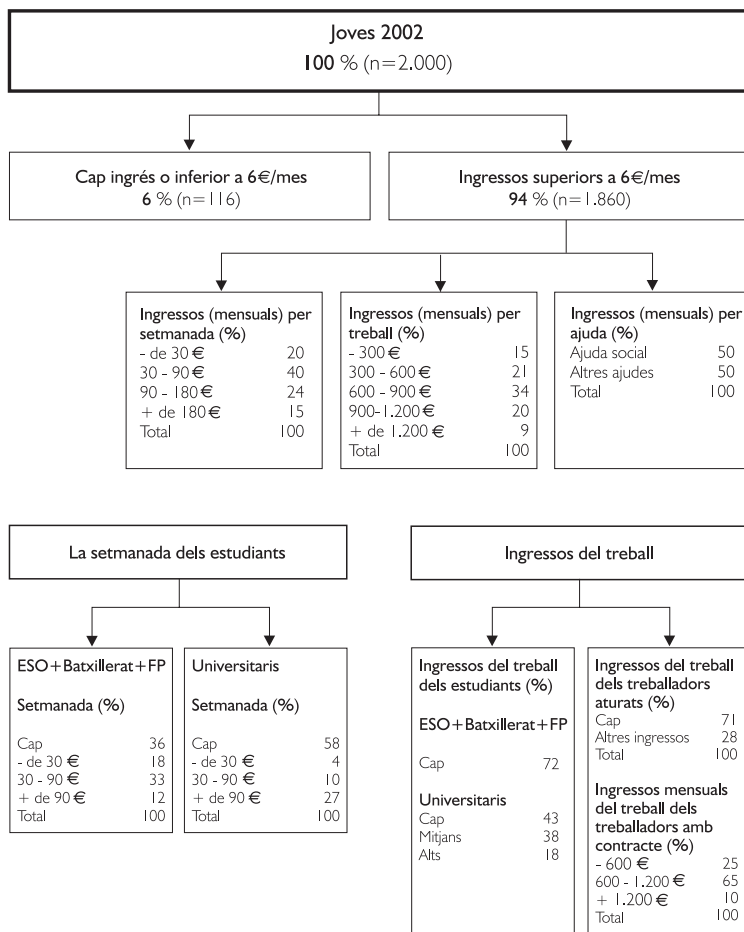 Joves 2002
100 % (n=2.000)
Cap ingrés o inferior a 6€/mes
6 % (n=116)
Ingressos superiors a 6€/mes
94 % (n=1.860)
Ingressos (mensuals) per
setmanada (%)
- de 30 € 20
30 - 90 € 40
90 - 180 € 24
+ de 180 € 15
Total 100
Ingressos (mensuals) per
treball (%)
- 300 € 15
300 - 600 € 21
600 - 900 € 34
900-1.200 € 20
+ de 1.200 € 9
Total 100
Ingressos (mensuals) per
ajuda (%)
Ajuda social 50
Altres ajudes 50
Total 100
La setmanada dels estudiants
ESO+Batxillerat+FP
Setmanada (%)
Cap 36
- de 30 € 18
30 - 90 € 33
+ de 90 € 12
Total 100
Universitaris
Setmanada (%)
Cap 58
- de 30 € 4
30 - 90 € 10
+ de 90 € 27
Total 100
Ingressos del treball
Ingressos del treball
dels estudiants (%)
ESO+Batxillerat+FP
Cap 72
Universitaris
Cap 43
Mitjans 38
Alts 18
Ingressos del treball
dels treballadors
aturats (%)
Cap 71
Altres ingressos 28
Total 100
Ingressos mensuals
del treball dels
treballadors amb
contracte (%)
- 600 € 25
600 - 1.200 € 65
+ 1.200 € 10
Total 100